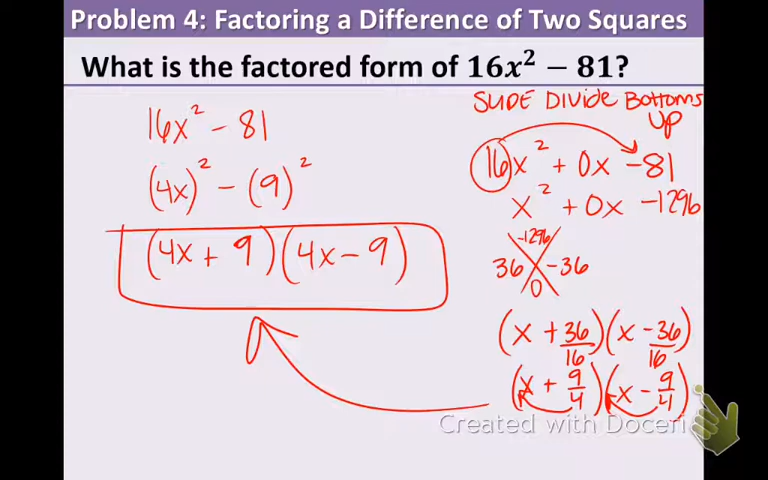 Problem 4: Factoring a Difference of Two Squares
What is the factored form of 16x² − 81?
16x² - 81
(4x)² - (9)²
(4x + 9)(4x - 9)
SLIDE DIVIDE Bottoms
Up
16x² + 0x - 81
x² + 0x - 1296
-1296
36 -36
0
(x + 36/16)(x - 36/16)
(x + 9/4)(x - 9/4)
Created with Doceri